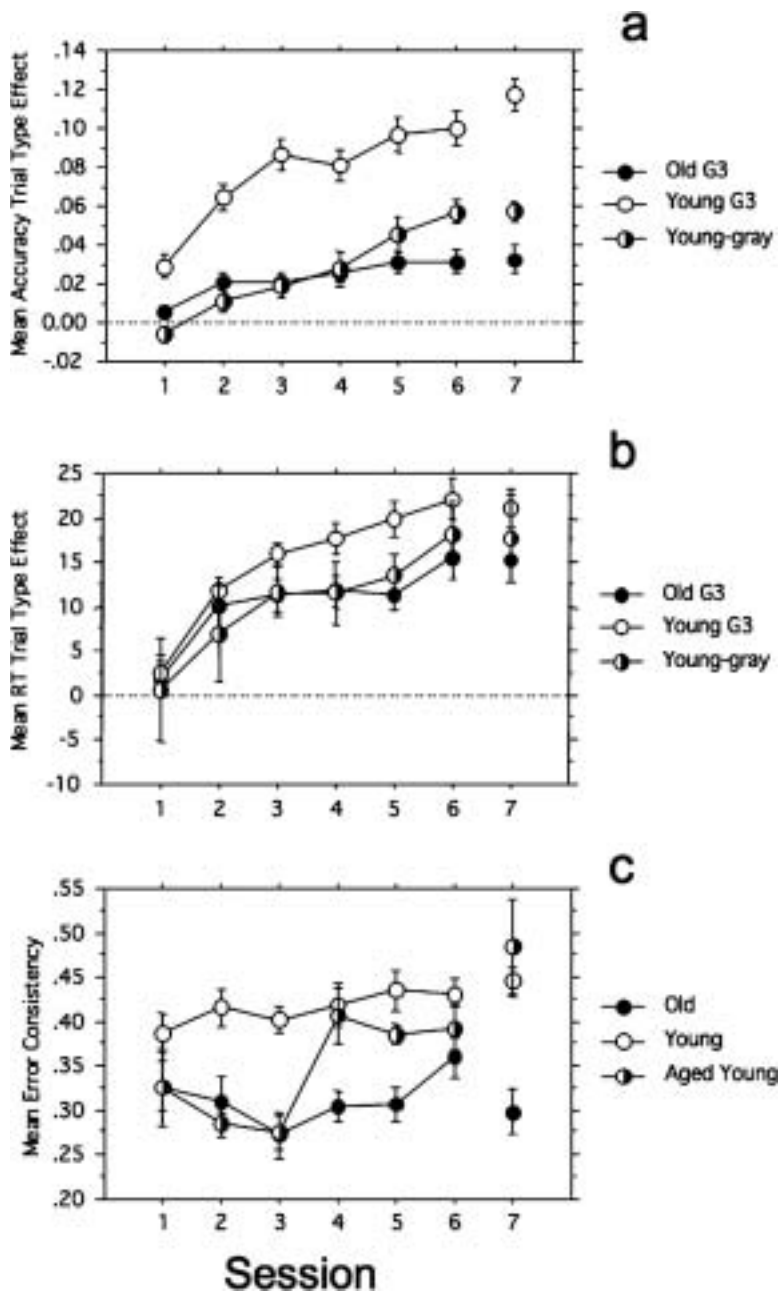 a
Mean Accuracy Trial Type Effect
.14
.12
.10
.08
.06
.04
.02
0.00
-.02
1 2 3 4 5 6 7
Old G3
Young G3
Young-gray
b
Mean RT Trial Type Effect
25
20
15
10
5
0
-5
-10
1 2 3 4 5 6 7
Old G3
Young G3
Young-gray
c
Mean Error Consistency
.55
.50
.45
.40
.35
.30
.25
.20
1 2 3 4 5 6 7
Old
Young
Aged Young
Session